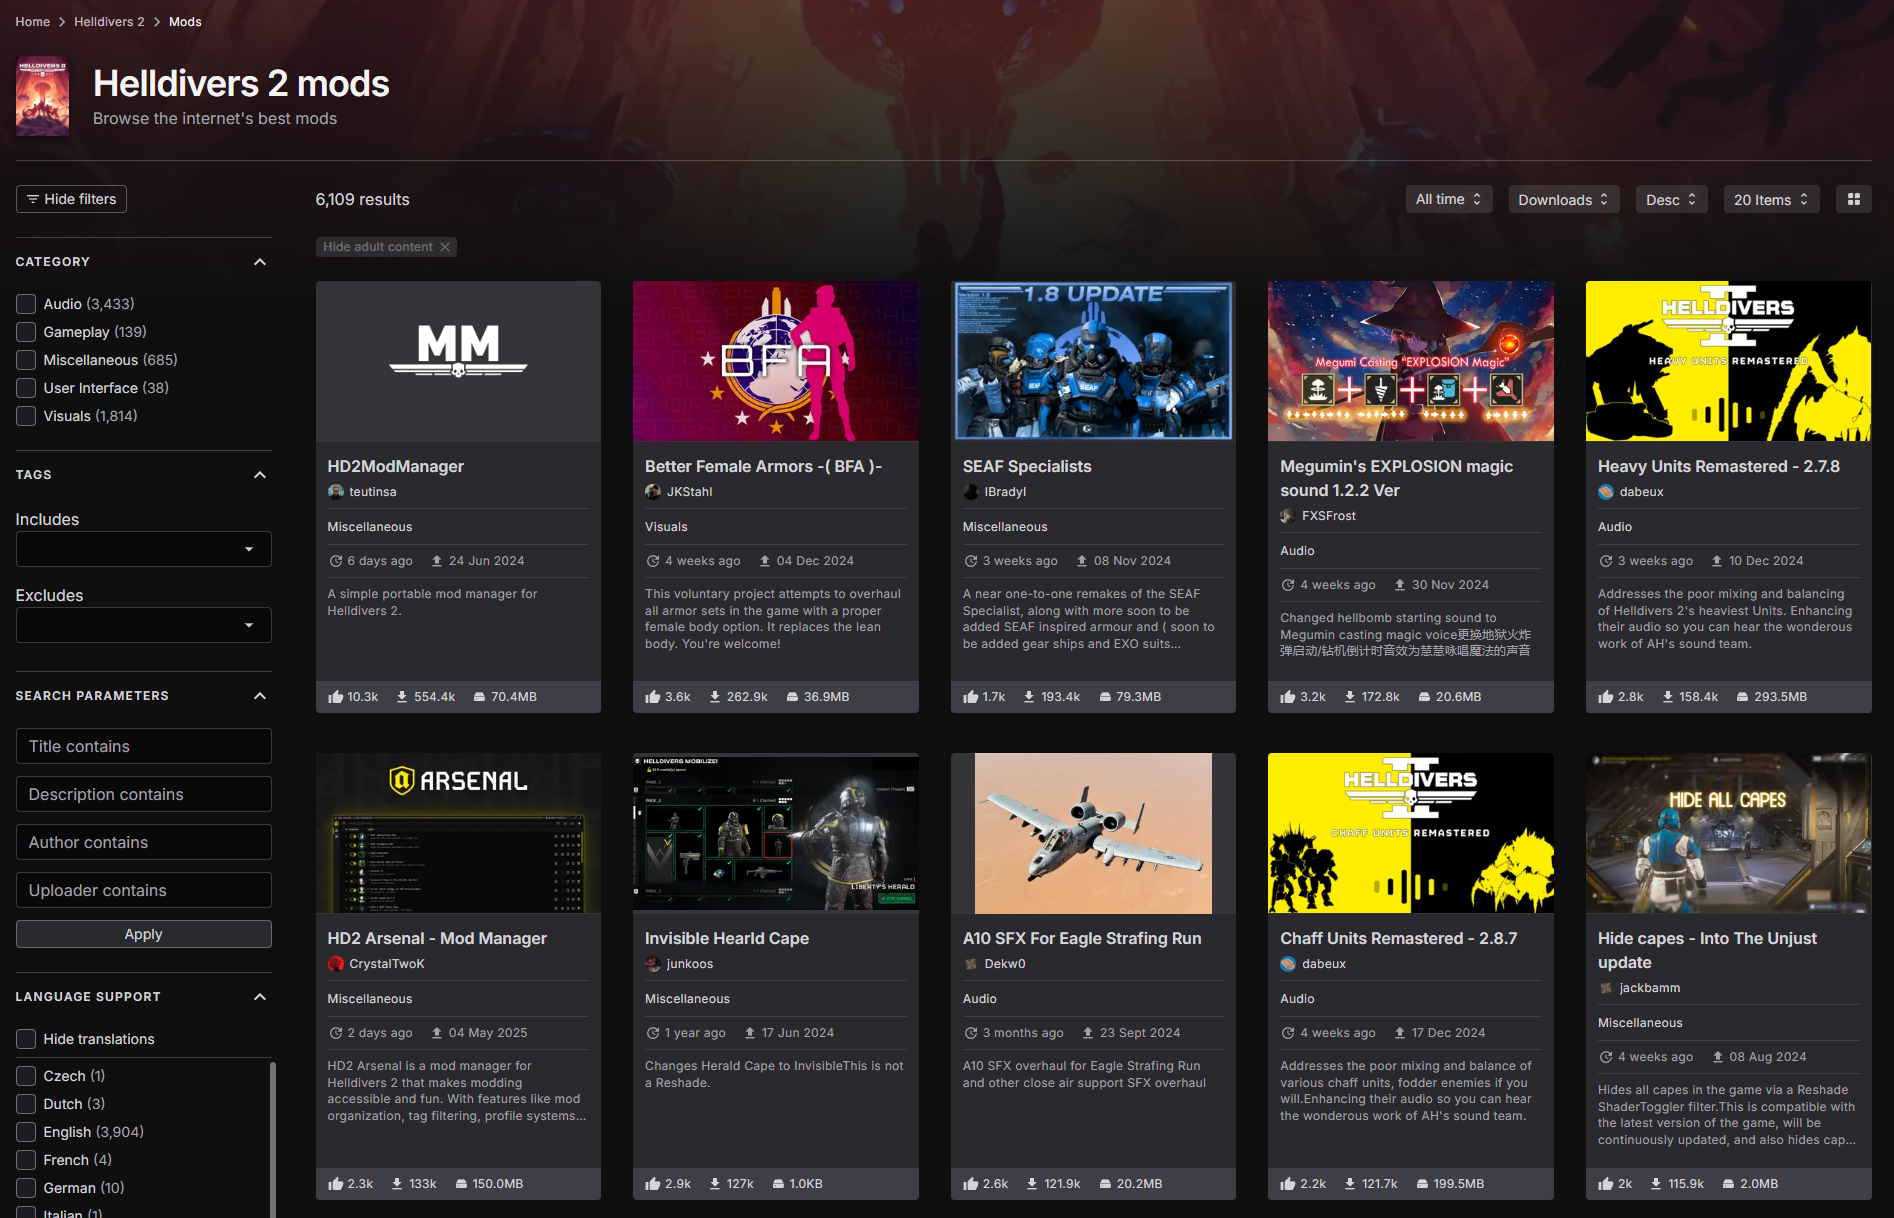 Home > Helldivers 2 > Mods
HELLDIVERS II
Helldivers 2 mods
Browse the internet's best mods
Hide filters
6,109 results
All time
Downloads
Desc
20 Items
Hide adult content
CATEGORY
Audio (3,433)
Gameplay (139)
Miscellaneous (685)
User Interface (38)
Visuals (1,814)
TAGS
Includes
Excludes
SEARCH PARAMETERS
Title contains
Description contains
Author contains
Uploader contains
Apply
LANGUAGE SUPPORT
Hide translations
Czech (1)
Dutch (3)
English (3,904)
French (4)
German (10)
Italian (1)
MM
HD2ModManager
teutinsa
Miscellaneous
6 days ago 24 Jun 2024
A simple portable mod manager for
Helldivers 2.
10.3k 554.4k 70.4MB
BFA
Better Female Armors -( BFA )-
JKStahl
Visuals
4 weeks ago 04 Dec 2024
This voluntary project attempts to overhaul
all armor sets in the game with a proper
female body option. It replaces the lean
body. You're welcome!
3.6k 262.9k 36.9MB
Version 1.8
1.8 UPDATE
SEAF
SEAF Specialists
IBradyI
Miscellaneous
3 weeks ago 08 Nov 2024
A near one-to-one remakes of the SEAF
Specialist, along with more soon to be
added SEAF inspired armour and ( soon to
be added gear ships and EXO suits...
1.7k 193.4k 79.3MB
Megumi Casting "EXPLOSION Magic"
Megumin's EXPLOSION magic
sound 1.2.2 Ver
FXSFrost
Audio
4 weeks ago 30 Nov 2024
Changed hellbomb starting sound to
Megumin casting magic voice更换地狱火炸
弹启动/钻机倒计时音效为慧慧咏唱魔法的声音
3.2k 172.8k 20.6MB
HELLDIVERS II
HEAVY UNITS REMASTERED
Heavy Units Remastered - 2.7.8
dabeux
Audio
3 weeks ago 10 Dec 2024
Addresses the poor mixing and balancing
of Helldivers 2's heaviest Units. Enhancing
their audio so you can hear the wonderous
work of AH's sound team.
2.8k 158.4k 293.5MB
ARSENAL
HD2 Arsenal - Mod Manager
CrystalTwoK
Miscellaneous
2 days ago 04 May 2025
HD2 Arsenal is a mod manager for
Helldivers 2 that makes modding
accessible and fun. With features like mod
organization, tag filtering, profile systems...
2.3k 133k 150.0MB
HELLDIVERS MOBILIZE!
PAGE_1
PAGE_2
LIBERTY'S HERALD
Invisible Hearld Cape
junkoos
Miscellaneous
1 year ago 17 Jun 2024
Changes Herald Cape to InvisibleThis is not
a Reshade.
2.9k 127k 1.0KB
A10 SFX For Eagle Strafing Run
Dekw0
Audio
3 months ago 23 Sept 2024
A10 SFX overhaul for Eagle Strafing Run
and other close air support SFX overhaul
2.6k 121.9k 20.2MB
HELLDIVERS II
CHAFF UNITS REMASTERED
Chaff Units Remastered - 2.8.7
dabeux
Audio
4 weeks ago 17 Dec 2024
Addresses the poor mixing and balance of
various chaff units, fodder enemies if you
will.Enhancing their audio so you can hear
the wonderous work of AH's sound team.
2.2k 121.7k 199.5MB
HIDE ALL CAPES
Hide capes - Into The Unjust
update
jackbamm
Miscellaneous
4 weeks ago 08 Aug 2024
Hides all capes in the game via a Reshade
ShaderToggler filter.This is compatible with
the latest version of the game, will be
continuously updated, and also hides cap...
2k 115.9k 2.0MB